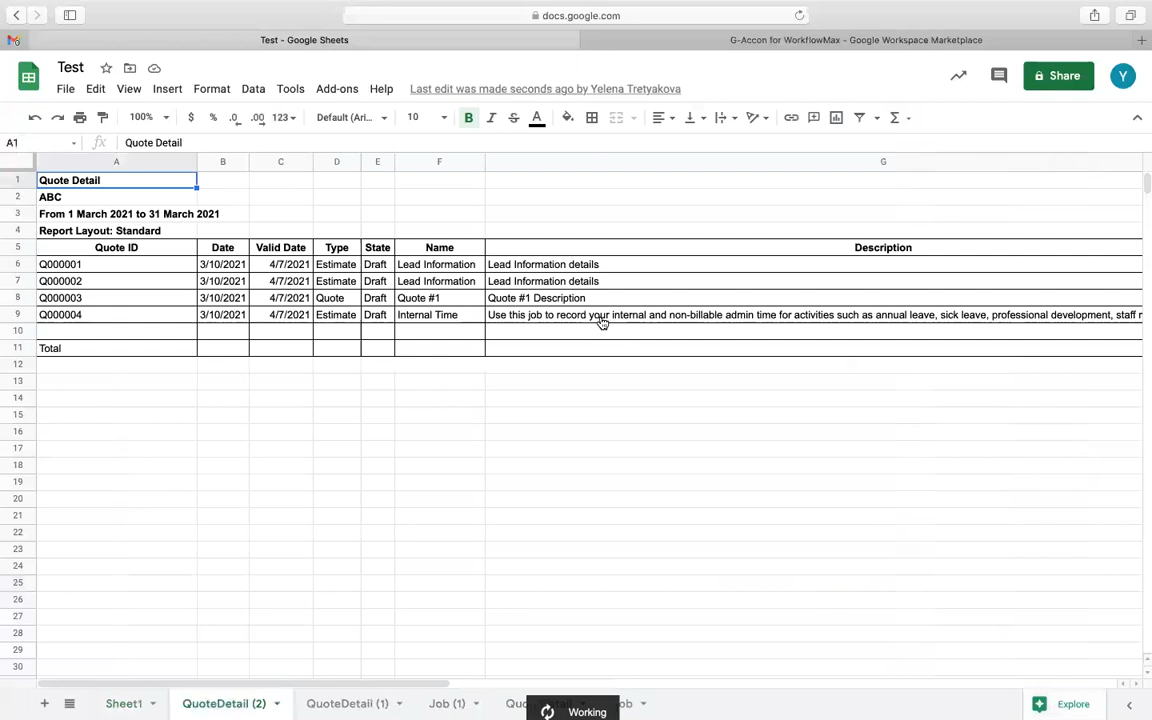 docs.google.com
Test - Google Sheets
G-Accon for WorkflowMax - Google Workspace Marketplace
Test
Share
Y
File Edit View Insert Format Data Tools Add-ons Help Last edit was made seconds ago by Yelena Tretyakova
100% $ % .0 .00 123 Default (Ari... 10 B I S A
A1 fx Quote Detail
A B C D E F G
1 Quote Detail
2 ABC
3 From 1 March 2021 to 31 March 2021
4 Report Layout: Standard
5 Quote ID Date Valid Date Type State Name Description
6 Q000001 3/10/2021 4/7/2021 Estimate Draft Lead Information Lead Information details
7 Q000002 3/10/2021 4/7/2021 Estimate Draft Lead Information Lead Information details
8 Q000003 3/10/2021 4/7/2021 Quote Draft Quote #1 Quote #1 Description
9 Q000004 3/10/2021 4/7/2021 Estimate Draft Internal Time Use this job to record your internal and non-billable admin time for activities such as annual leave, sick leave, professional development, staff
10
11 Total
12
13
14
15
16
17
18
19
20
21
22
23
24
25
26
27
28
29
30
Sheet1 QuoteDetail (2) QuoteDetail (1) Job (1) Working Explore